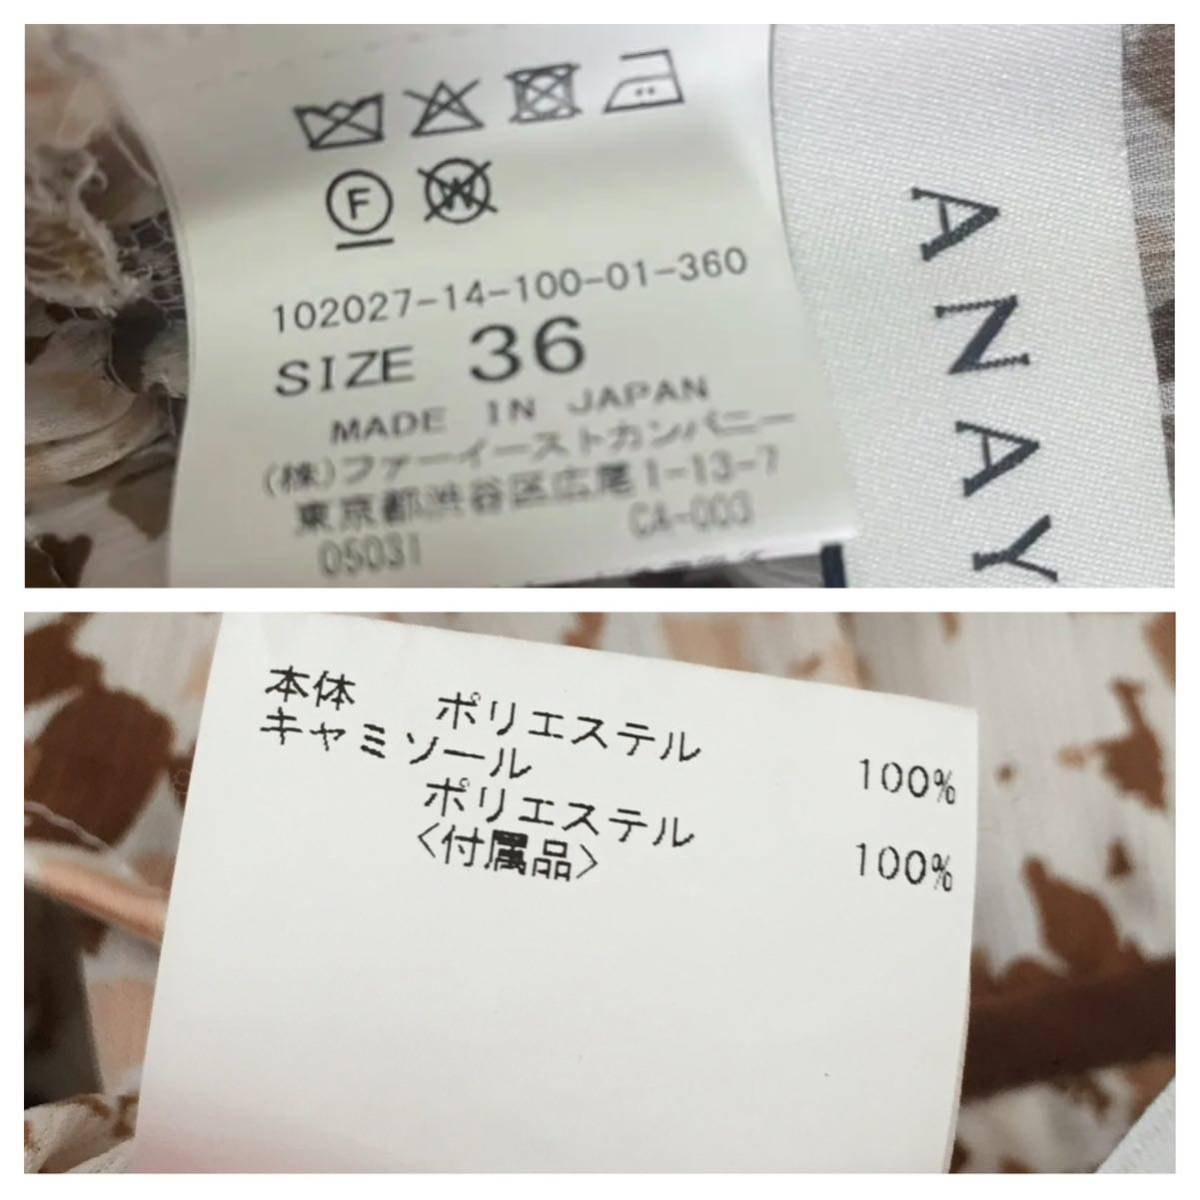 F W
102027-14-100-01-360
SIZE 36
MADE IN JAPAN
(株)ファーイーストカンパニー
東京都渋谷区広尾1-13-7
CA-003
05031
ANAY
本体 ポリエステル 100%
キャミソール
ポリエステル 100%
<付属品>